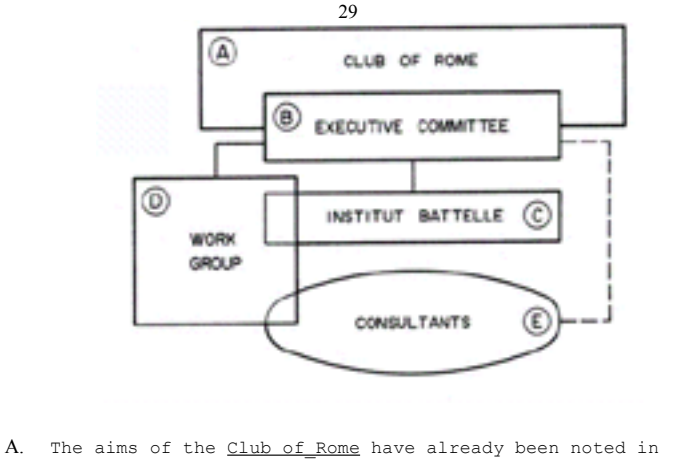 29
Ⓐ CLUB OF ROME
Ⓑ EXECUTIVE COMMITTEE
Ⓓ
INSTITUT BATTELLE Ⓒ
WORK
GROUP
CONSULTANTS Ⓔ
A. The aims of the Club of Rome have already been noted in